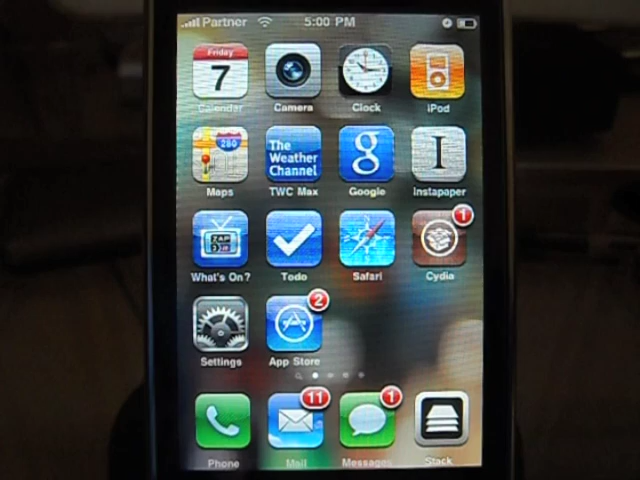 Partner 5:00 PM
Friday
7
Calendar Camera Clock iPod
280
The
Weather
Channel
g
I
Maps TWC Max Google Instapaper
1
What's On? Todo Safari Cydia
2
Settings App Store
11 1
Phone Mail Messages Stack